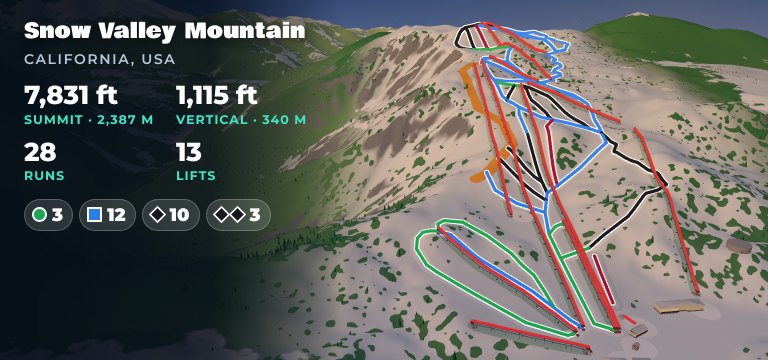 Snow Valley Mountain
CALIFORNIA, USA
7,831 ft 1,115 ft
SUMMIT · 2,387 M VERTICAL · 340 M
28 13
RUNS LIFTS
3 12 10 3